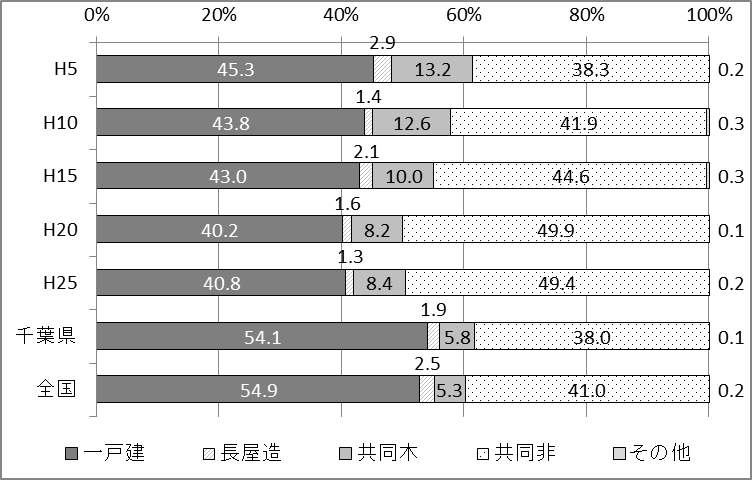 0% 20% 40% 60% 80% 100%
2.9
H5 45.3 13.2 38.3 0.2
1.4
H10 43.8 12.6 41.9 0.3
2.1
H15 43.0 10.0 44.6 0.3
1.6
H20 40.2 8.2 49.9 0.1
1.3
H25 40.8 8.4 49.4 0.2
1.9
千葉県 54.1 5.8 38.0 0.1
2.5
全国 54.9 5.3 41.0 0.2
一戸建 長屋造 共同木 共同非 その他